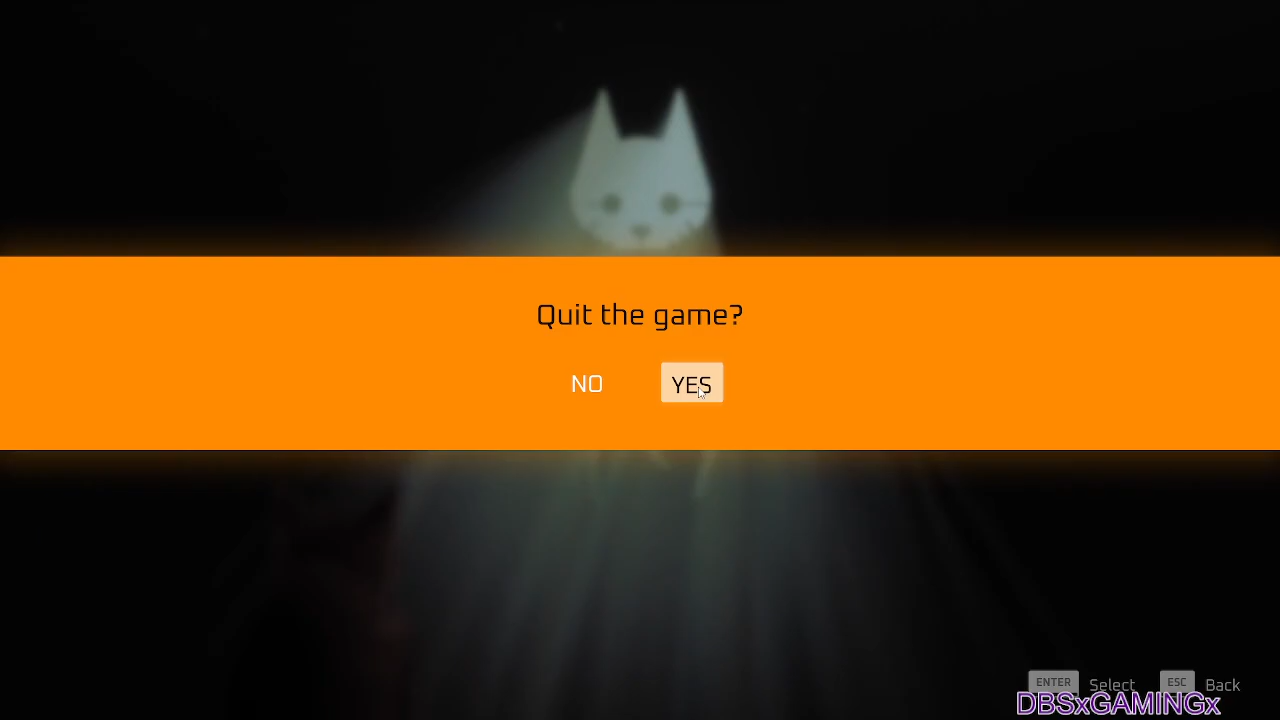 Quit the game?
NO YES
ENTER Select ESC Back
DBSxGAMINGx